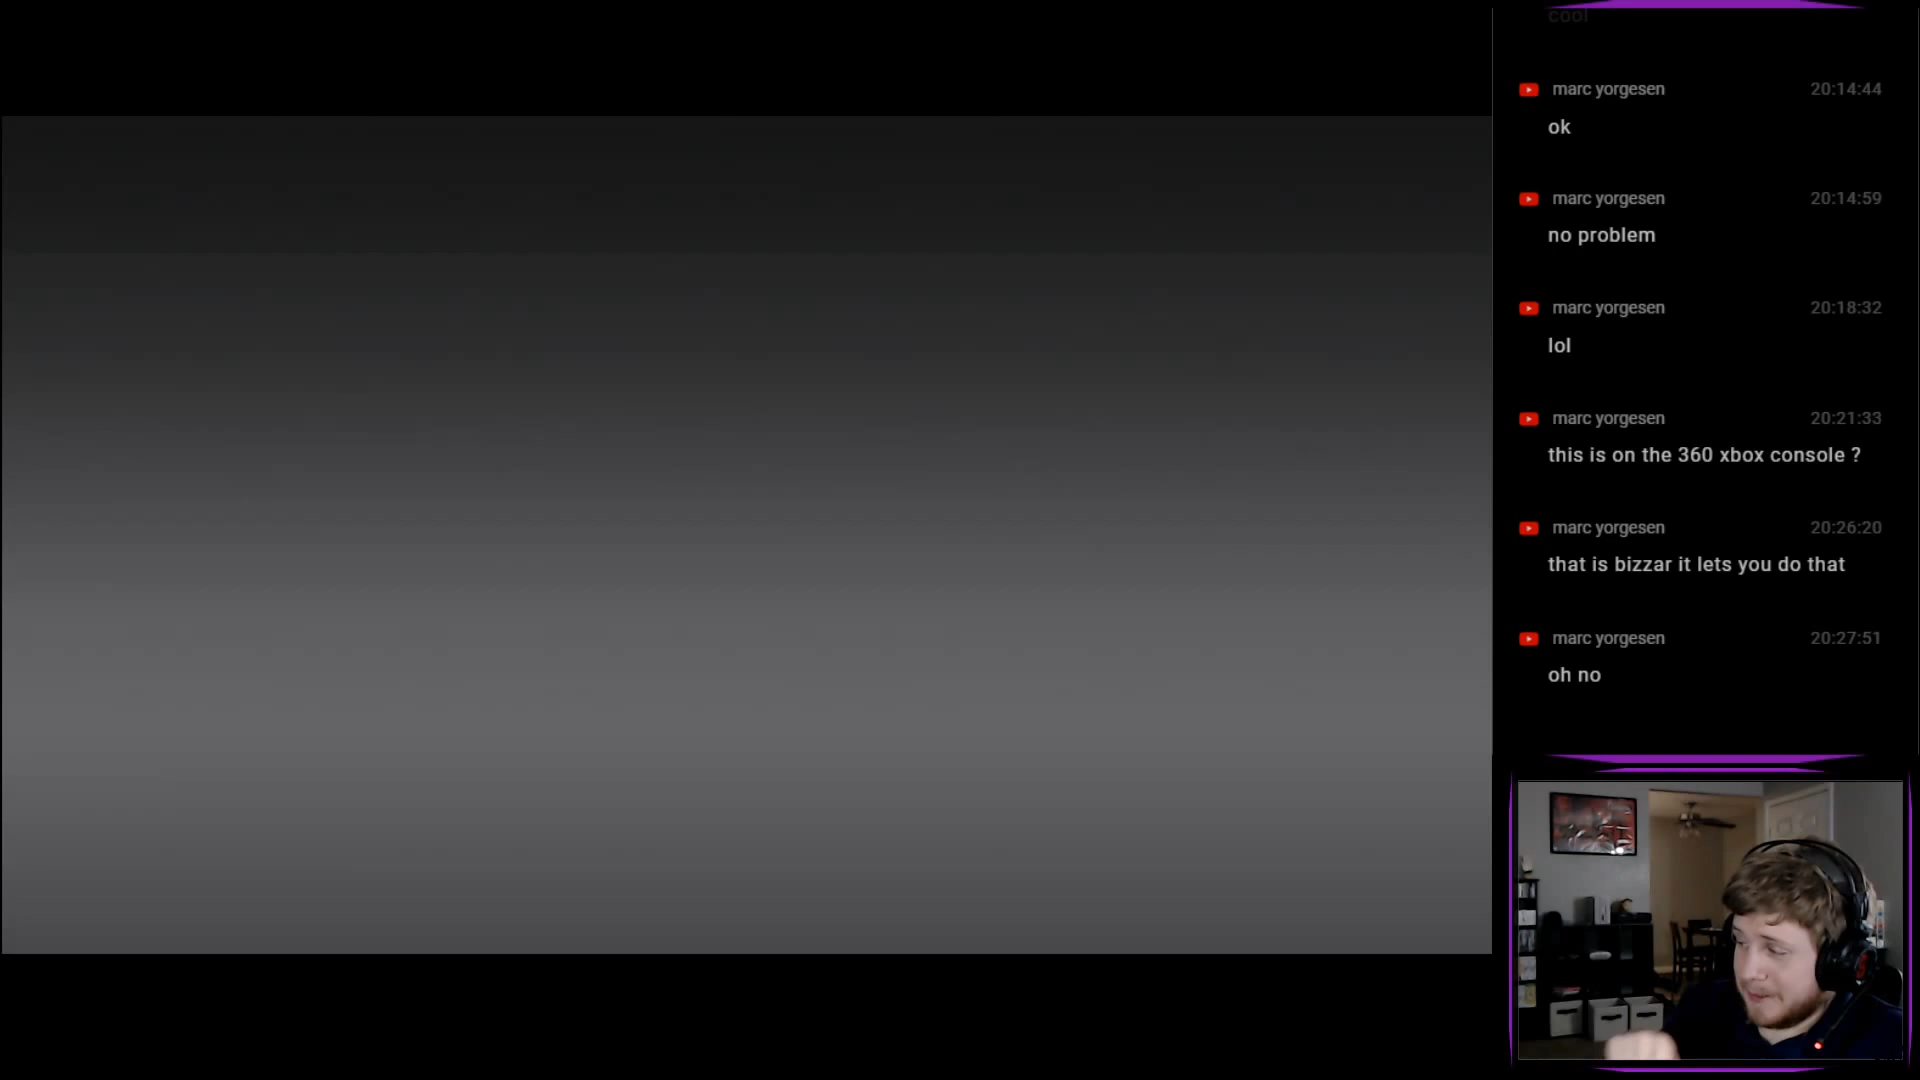 cool
marc yorgesen 20:14:44
ok
marc yorgesen 20:14:59
no problem
marc yorgesen 20:18:32
lol
marc yorgesen 20:21:33
this is on the 360 xbox console ?
marc yorgesen 20:26:20
that is bizzar it lets you do that
marc yorgesen 20:27:51
oh no